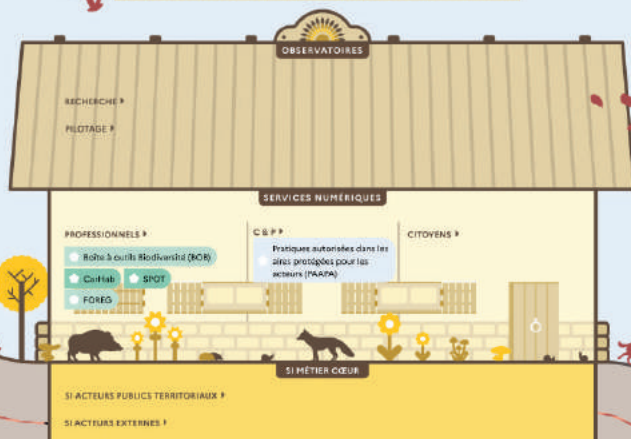 OBSERVATOIRES
RECHERCHE
PILOTAGE
SERVICES NUMÉRIQUES
PROFESSIONNELS
C & P
CITOYENS
Boîte à outils Biodiversité (BOB)
CarHab
SPOT
FOREG
Pratiques autorisées dans les
aires protégées pour les
acteurs (PAAPA)
SI MÉTIER CŒUR
SI ACTEURS PUBLICS TERRITORIAUX
SI ACTEURS EXTERNES